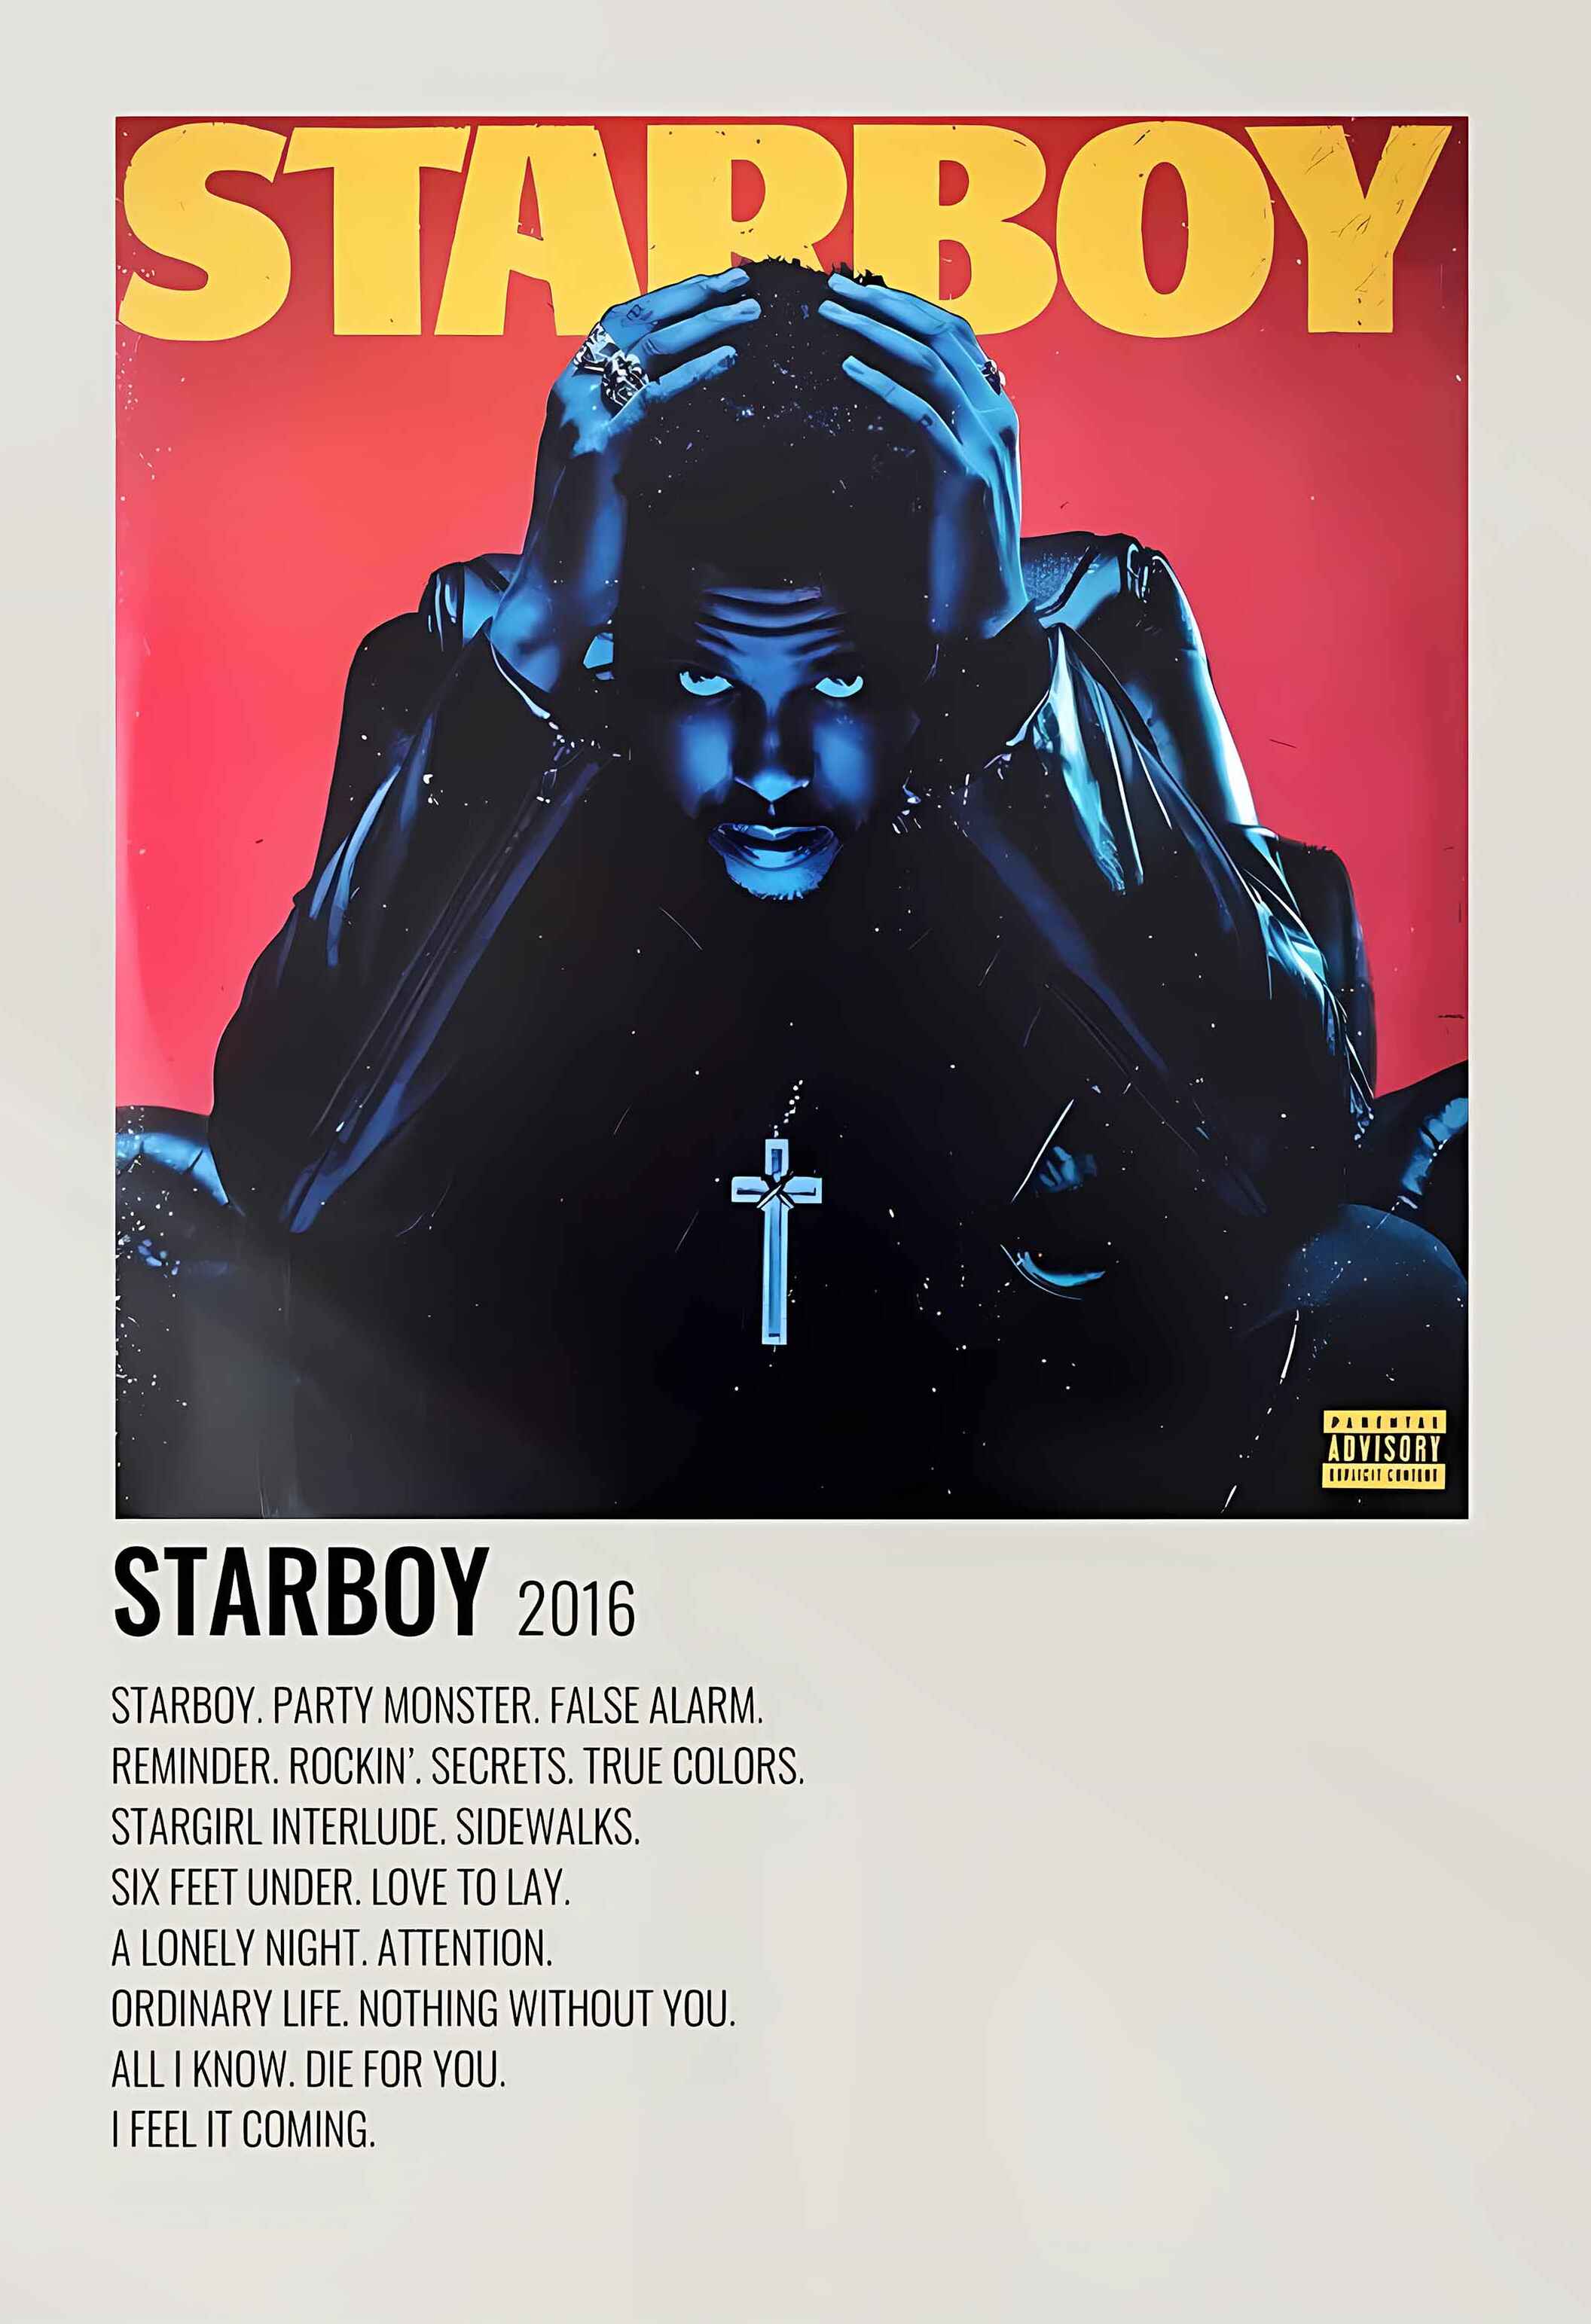 STARBOY
PARENTAL
ADVISORY
EXPLICIT CONTENT
STARBOY 2016
STARBOY. PARTY MONSTER. FALSE ALARM.
REMINDER. ROCKIN’. SECRETS. TRUE COLORS.
STARGIRL INTERLUDE. SIDEWALKS.
SIX FEET UNDER. LOVE TO LAY.
A LONELY NIGHT. ATTENTION.
ORDINARY LIFE. NOTHING WITHOUT YOU.
ALL I KNOW. DIE FOR YOU.
I FEEL IT COMING.